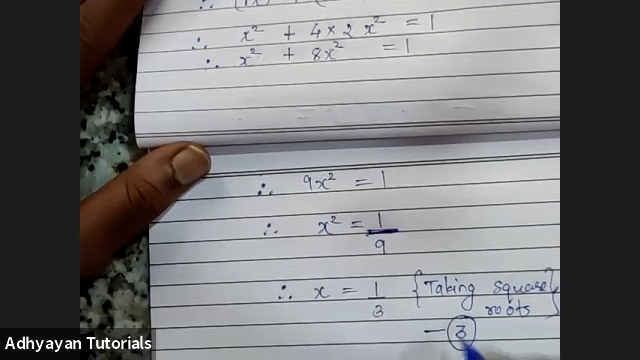 ∴ x² + 4 × 2 x² = 1
∴ x² + 8x² = 1
∴ 9x² = 1
∴ x² = 1/9
∴ x = 1/3 {Taking square roots}
— 3
Adhyayan Tutorials